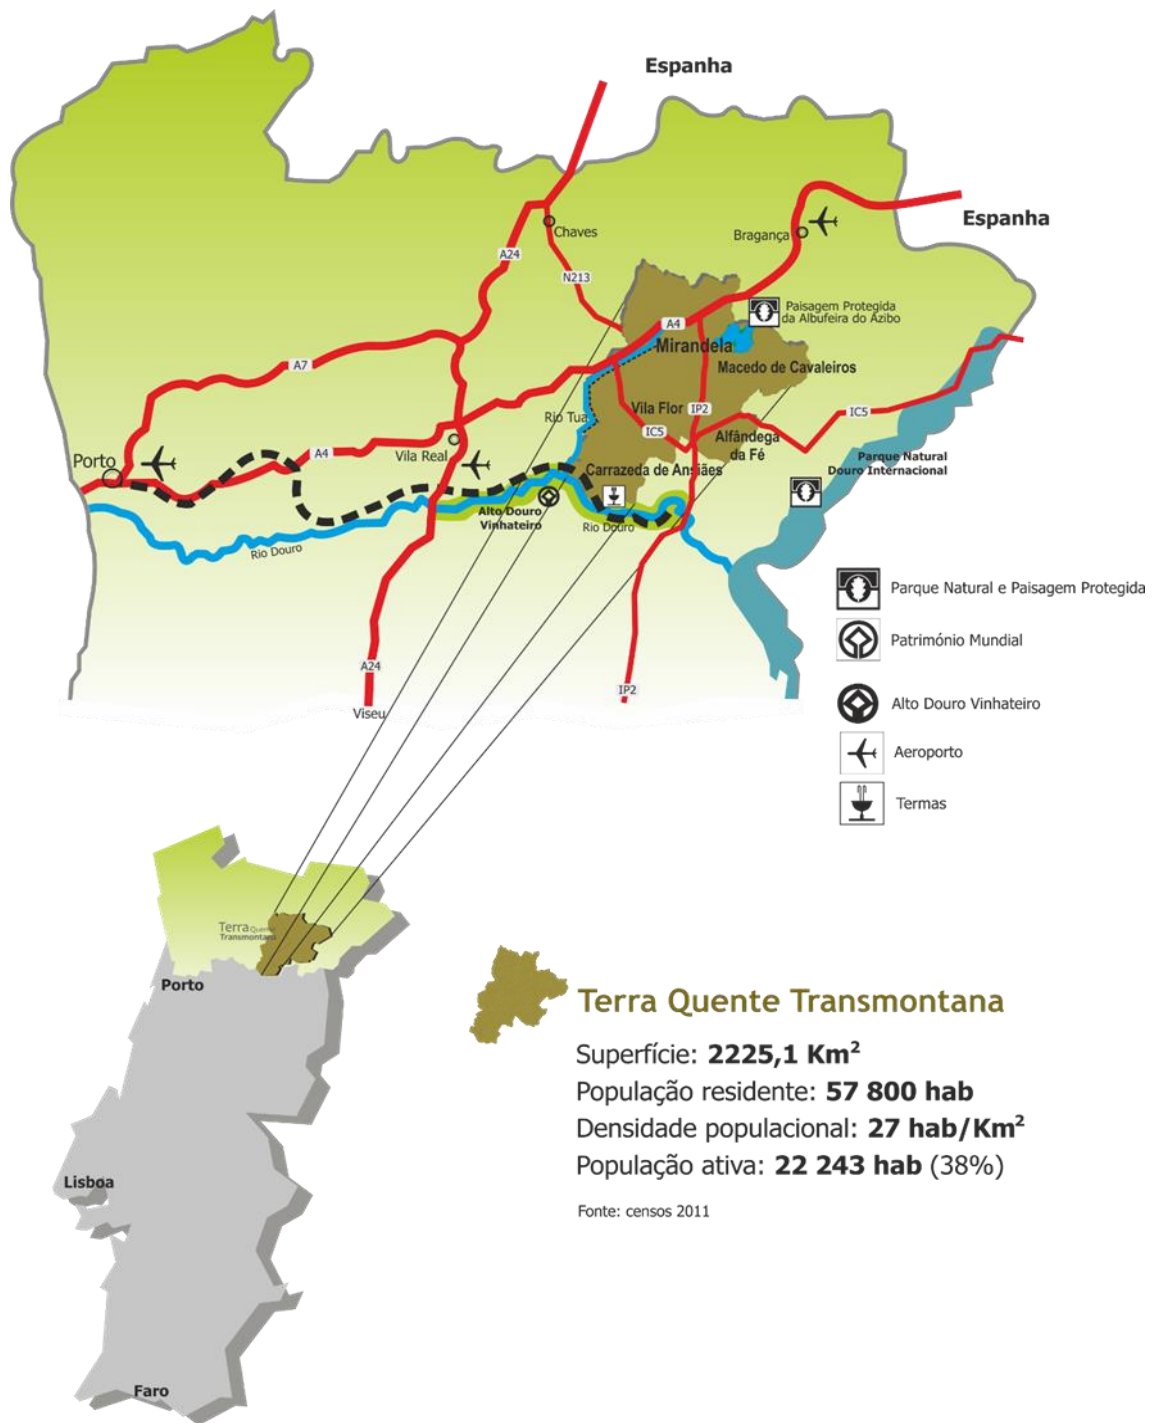 Espanha
Espanha
Chaves
Bragança
A24
N213
Paisagem Protegida
da Albufeira do Azibo
A4
Mirandela
A7
Macedo de Cavaleiros
Rio Tua
Vila Flor
IP2
IC5
IC5
Alfândega
da Fé
Porto
A4
Vila Real
Parque Natural
Douro Internacional
Carrazeda de Ansiães
Alto Douro
Vinhateiro
Rio Douro
Rio Douro
A24
IP2
Viseu
Parque Natural e Paisagem Protegida
Património Mundial
Alto Douro Vinhateiro
Aeroporto
Termas
Terra Quente
Transmontana
Porto
Lisboa
Faro
Terra Quente Transmontana
Superfície: 2225,1 Km²
População residente: 57 800 hab
Densidade populacional: 27 hab/Km²
População ativa: 22 243 hab (38%)
Fonte: censos 2011